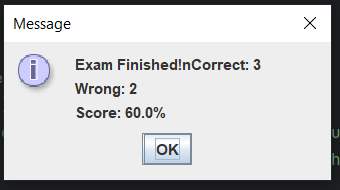 Message
Exam Finished!nCorrect: 3
Wrong: 2
Score: 60.0%
OK